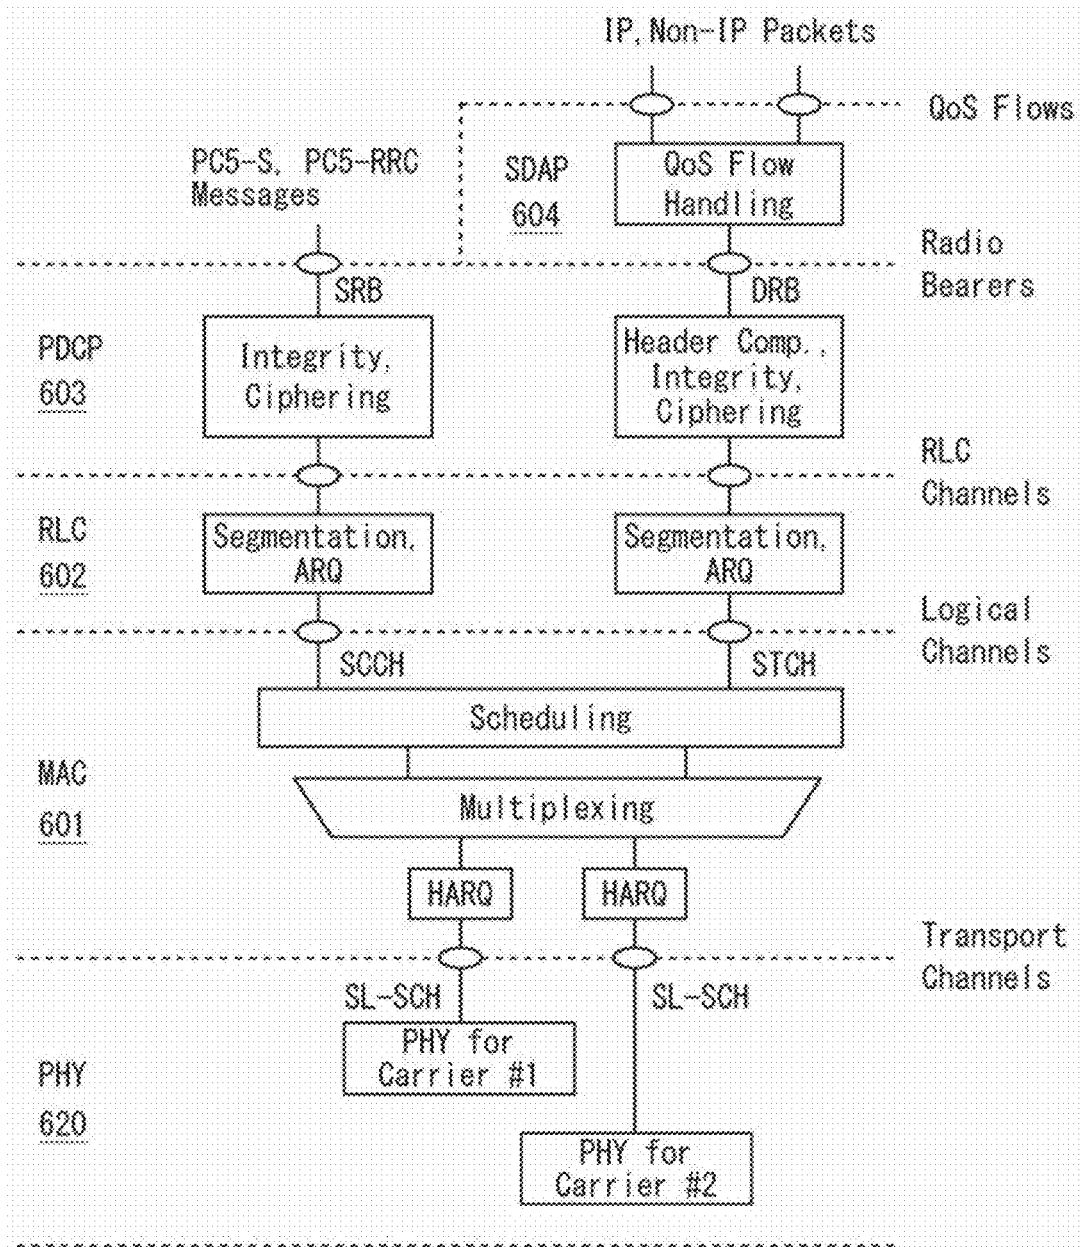 IP, Non-IP Packets
QoS Flows
PC5-S, PC5-RRC
Messages
SDAP
604
QoS Flow
Handling
Radio
Bearers
SRB
DRB
PDCP
603
Integrity,
Ciphering
Header Comp.,
Integrity,
Ciphering
RLC
Channels
RLC
602
Segmentation,
ARQ
Segmentation,
ARQ
Logical
Channels
SCCH
STCH
Scheduling
MAC
601
Multiplexing
HARQ
HARQ
Transport
Channels
SL-SCH
SL-SCH
PHY for
Carrier #1
PHY
620
PHY for
Carrier #2